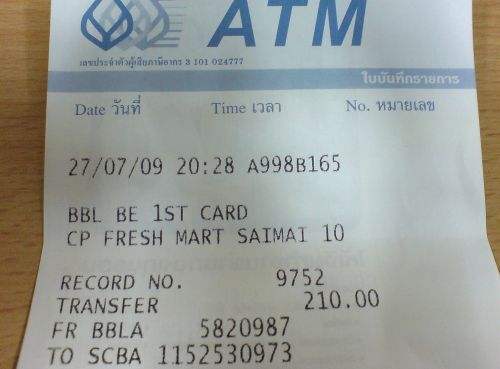 ATM
เลขประจำตัวผู้เสียภาษีอากร 3 101 024777
ใบบันทึกรายการ
Date วันที่ Time เวลา No. หมายเลข
27/07/09 20:28 A998B165
BBL BE 1ST CARD
CP FRESH MART SAIMAI 10
RECORD NO. 9752
TRANSFER 210.00
FR BBLA 5820987
TO SCBA 1152530973